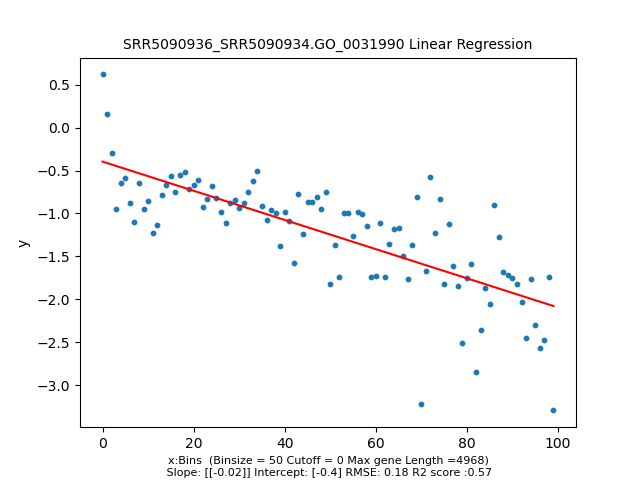 SRR5090936_SRR5090934.GO_0031990 Linear Regression
0.5
0.0
−0.5
−1.0
−1.5
−2.0
−2.5
−3.0
y
0 20 40 60 80 100
x:Bins (Binsize = 50 Cutoff = 0 Max gene Length =4968)
Slope: [[-0.02]] Intercept: [-0.4] RMSE: 0.18 R2 score :0.57